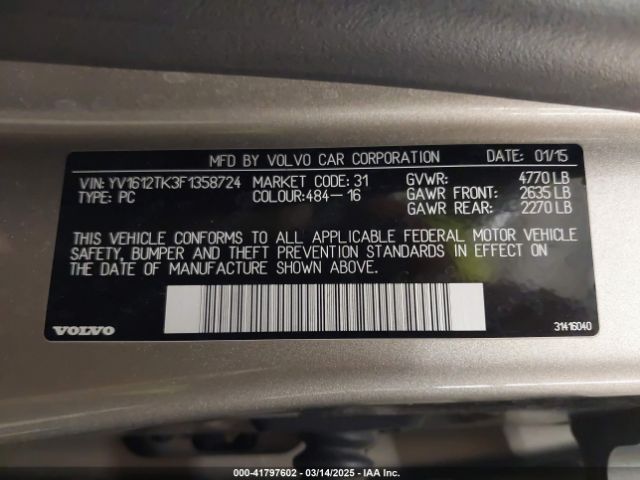 MFD BY VOLVO CAR CORPORATION DATE: 01/15
VIN: YV1612TK3F1358724 MARKET CODE: 31 GVWR: 4770 LB
TYPE: PC COLOUR:484-16 GAWR FRONT: 2635 LB
GAWR REAR: 2270 LB
THIS VEHICLE CONFORMS TO ALL APPLICABLE FEDERAL MOTOR VEHICLE
SAFETY, BUMPER AND THEFT PREVENTION STANDARDS IN EFFECT ON
THE DATE OF MANUFACTURE SHOWN ABOVE.
VOLVO 31416040
000-41797602 - 03/14/2025 - IAA Inc.